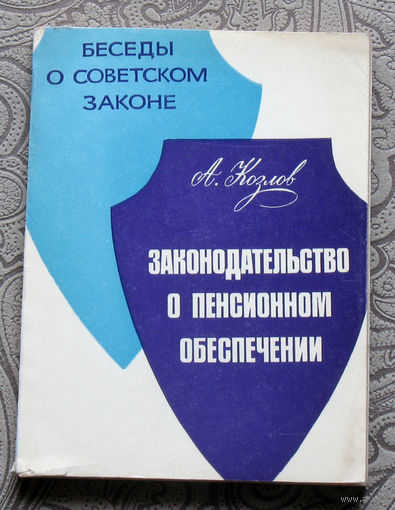 БЕСЕДЫ
О СОВЕТСКОМ
ЗАКОНЕ
А. Козлов
ЗАКОНОДАТЕЛЬСТВО
О ПЕНСИОННОМ
ОБЕСПЕЧЕНИИ